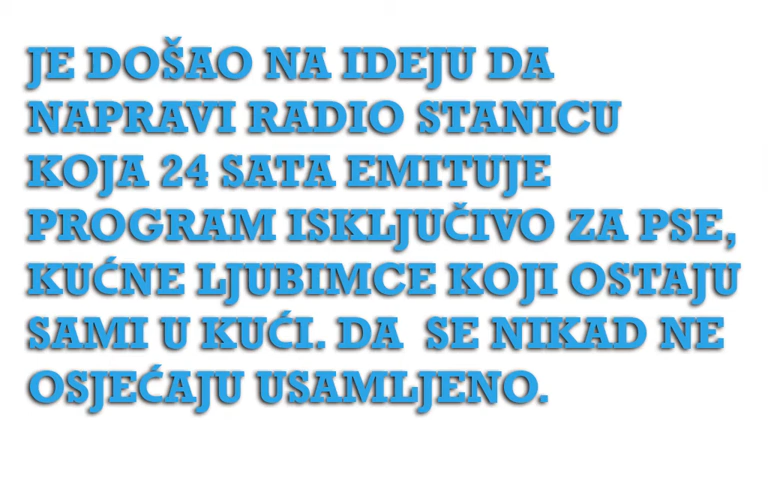 JE DOŠAO NA IDEJU DA
NAPRAVI RADIO STANICU
KOJA 24 SATA EMITUJE
PROGRAM ISKLJUČIVO ZA PSE,
KUĆNE LJUBIMCE KOJI OSTAJU
SAMI U KUĆI. DA  SE NIKAD NE
OSJEĆAJU USAMLJENO.